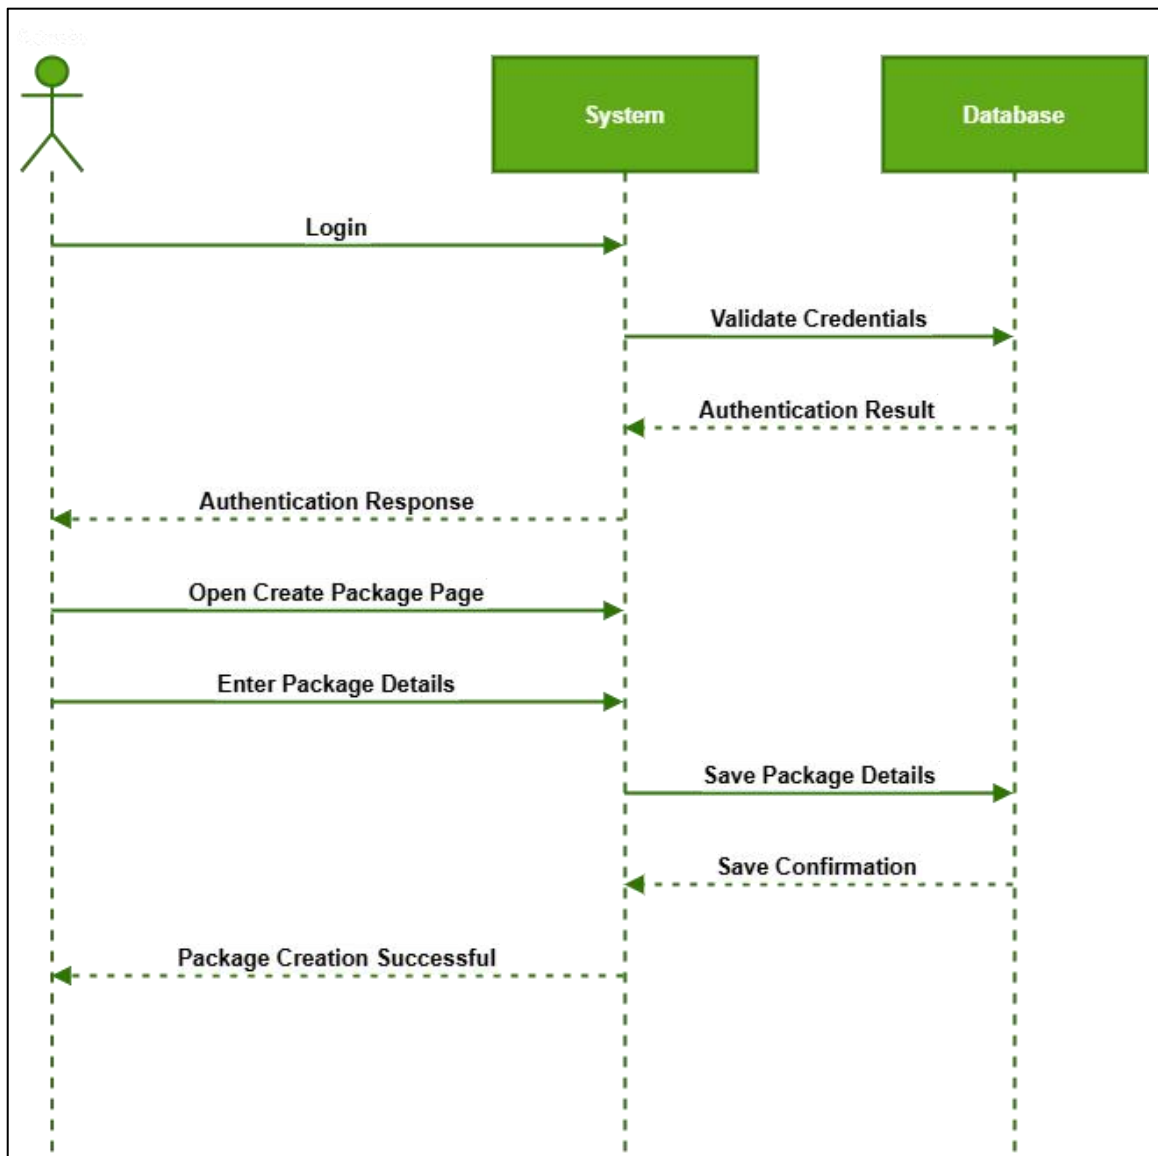 System
Database
Login
Validate Credentials
Authentication Result
Authentication Response
Open Create Package Page
Enter Package Details
Save Package Details
Save Confirmation
Package Creation Successful